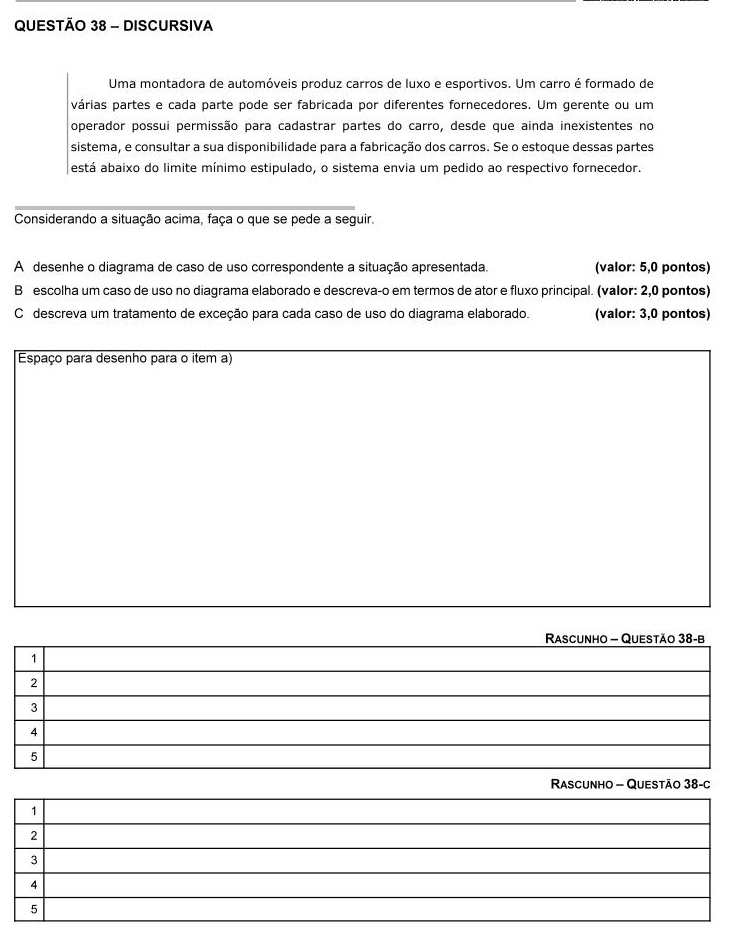 QUESTÃO 38 – DISCURSIVA
Uma montadora de automóveis produz carros de luxo e esportivos. Um carro é formado de
várias partes e cada parte pode ser fabricada por diferentes fornecedores. Um gerente ou um
operador possui permissão para cadastrar partes do carro, desde que ainda inexistentes no
sistema, e consultar a sua disponibilidade para a fabricação dos carros. Se o estoque dessas partes
está abaixo do limite mínimo estipulado, o sistema envia um pedido ao respectivo fornecedor.
Considerando a situação acima, faça o que se pede a seguir.
A desenhe o diagrama de caso de uso correspondente a situação apresentada. (valor: 5,0 pontos)
B escolha um caso de uso no diagrama elaborado e descreva-o em termos de ator e fluxo principal. (valor: 2,0 pontos)
C descreva um tratamento de exceção para cada caso de uso do diagrama elaborado. (valor: 3,0 pontos)
Espaço para desenho para o item a)
RASCUNHO – QUESTÃO 38-B
1
2
3
4
5
RASCUNHO – QUESTÃO 38-C
1
2
3
4
5